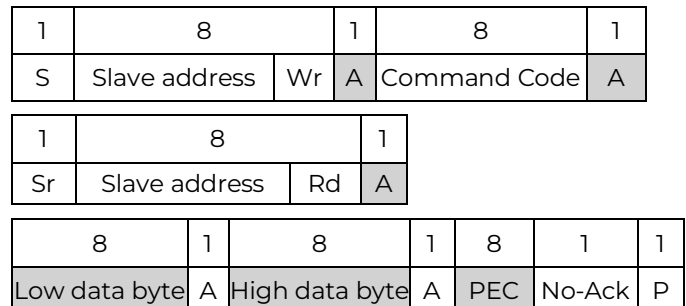 1 8 1 8 1
S Slave address Wr A Command Code A
1 8 1
Sr Slave address Rd A
8 1 8 1 8 1 1
Low data byte A High data byte A PEC No-Ack P